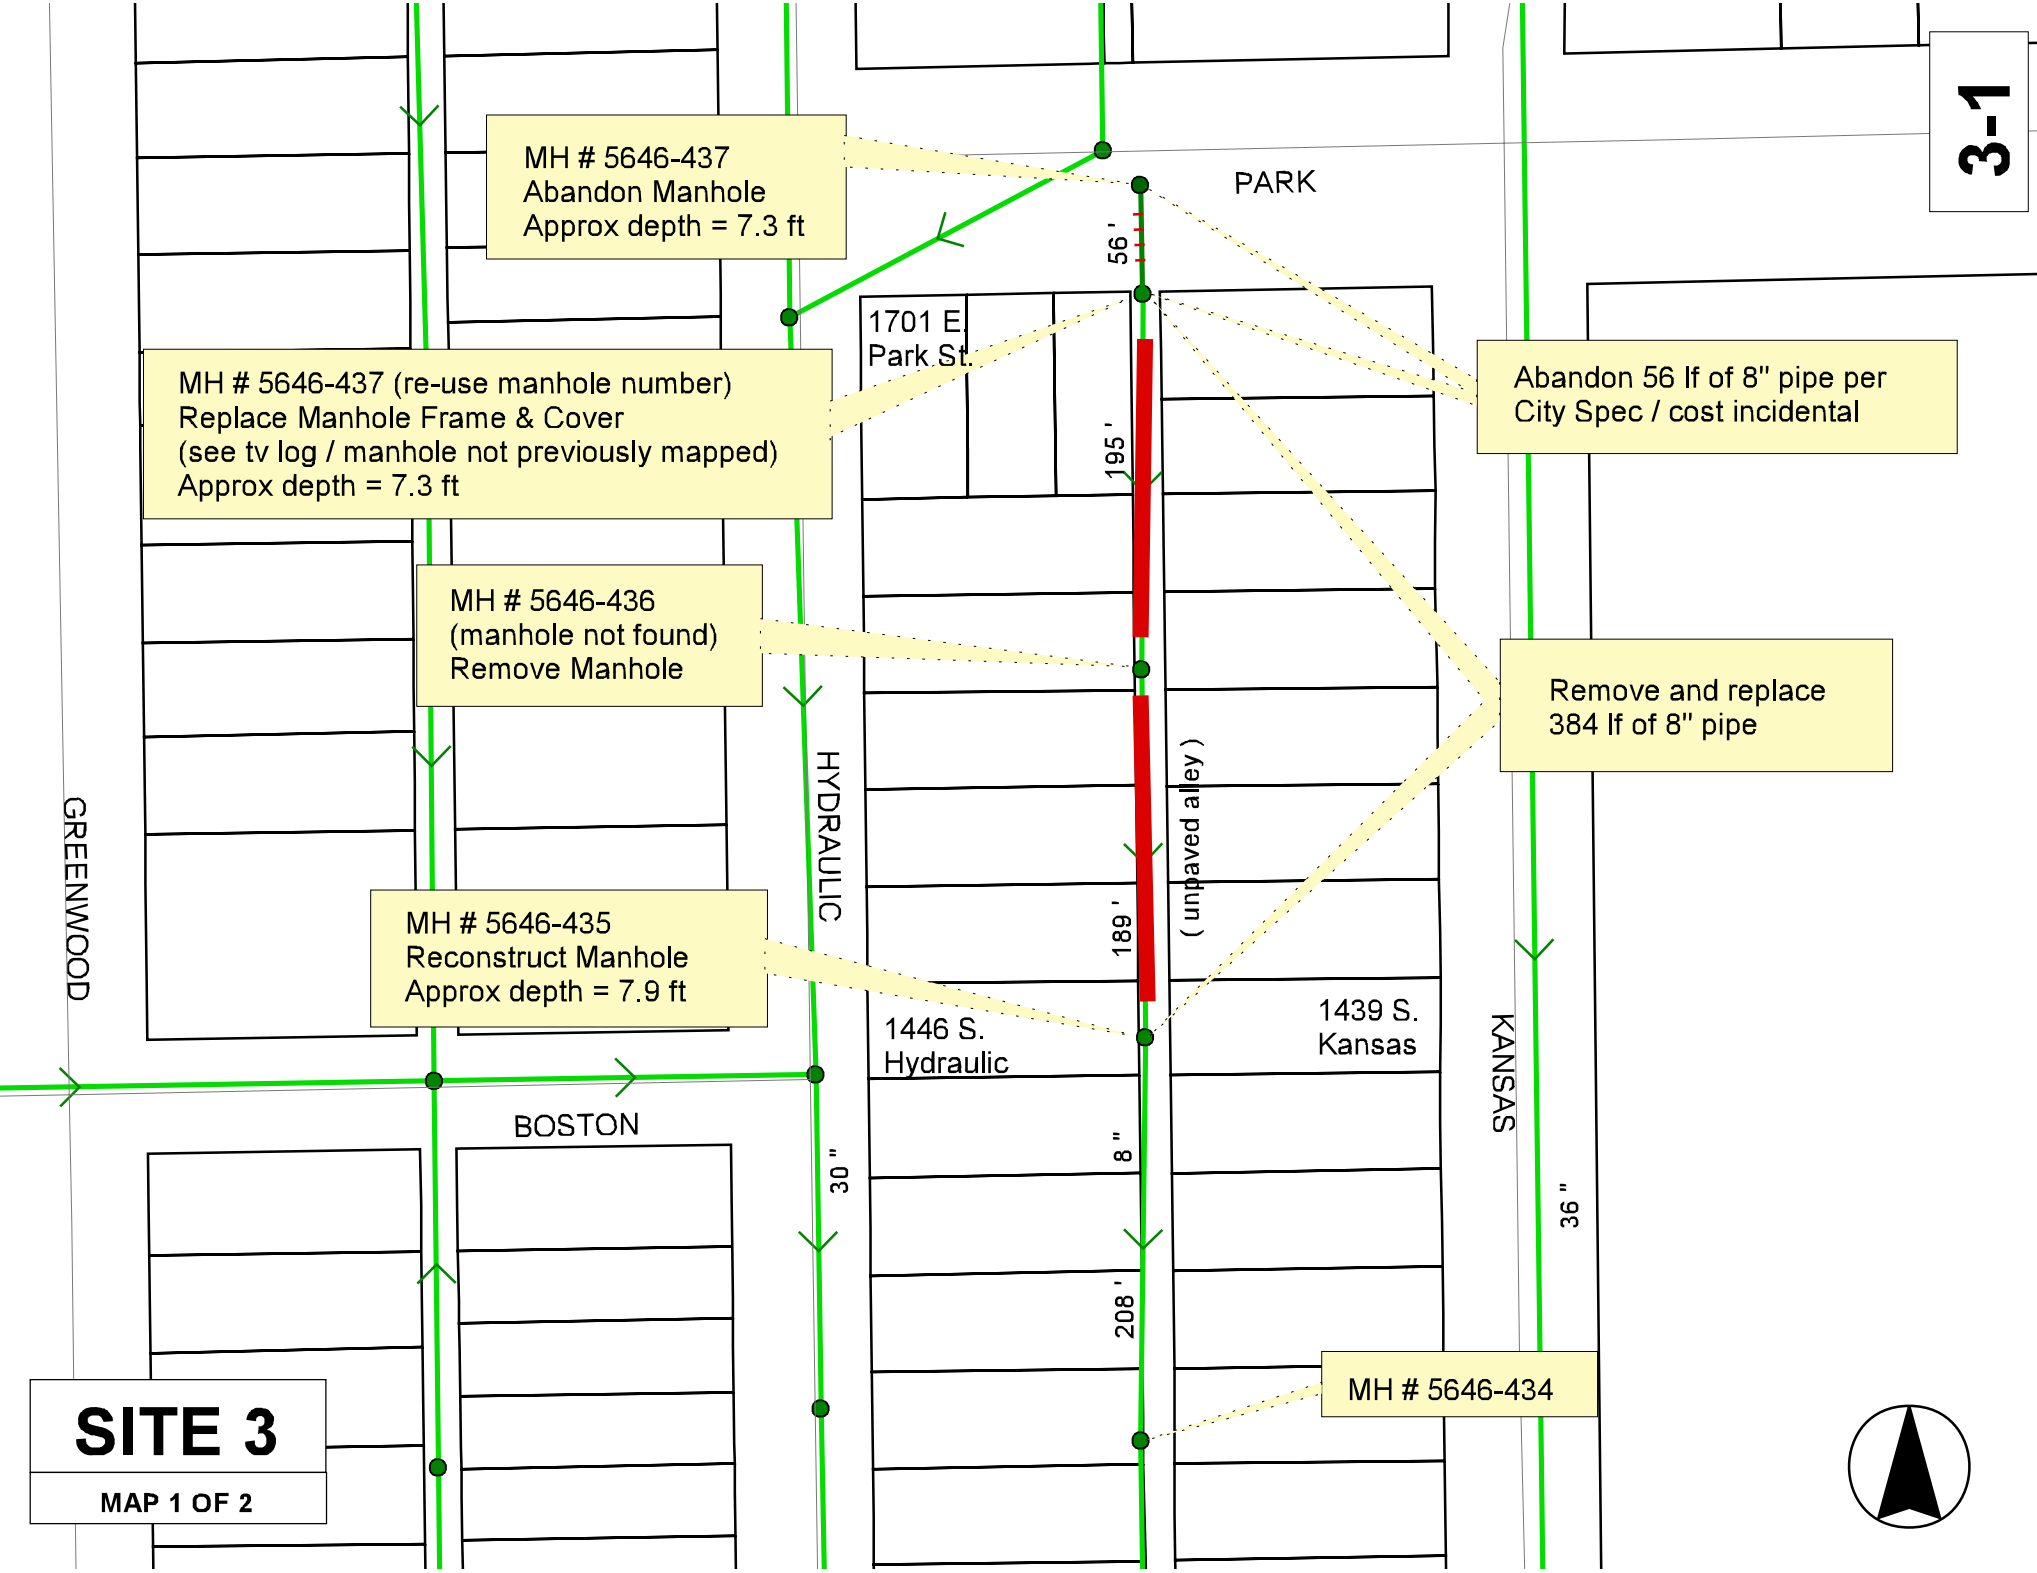 3-1
MH # 5646-437
Abandon Manhole
Approx depth = 7.3 ft
PARK
56 '
1701 E.
Park St.
MH # 5646-437 (re-use manhole number)
Replace Manhole Frame & Cover
(see tv log / manhole not previously mapped)
Approx depth = 7.3 ft
Abandon 56 lf of 8" pipe per
City Spec / cost incidental
195 '
MH # 5646-436
(manhole not found)
Remove Manhole
Remove and replace
384 lf of 8" pipe
( unpaved alley )
HYDRAULIC
GREENWOOD
189 '
MH # 5646-435
Reconstruct Manhole
Approx depth = 7.9 ft
1446 S.
Hydraulic
1439 S.
Kansas
KANSAS
BOSTON
30 "
8 "
36 "
208 '
MH # 5646-434
SITE 3
MAP 1 OF 2